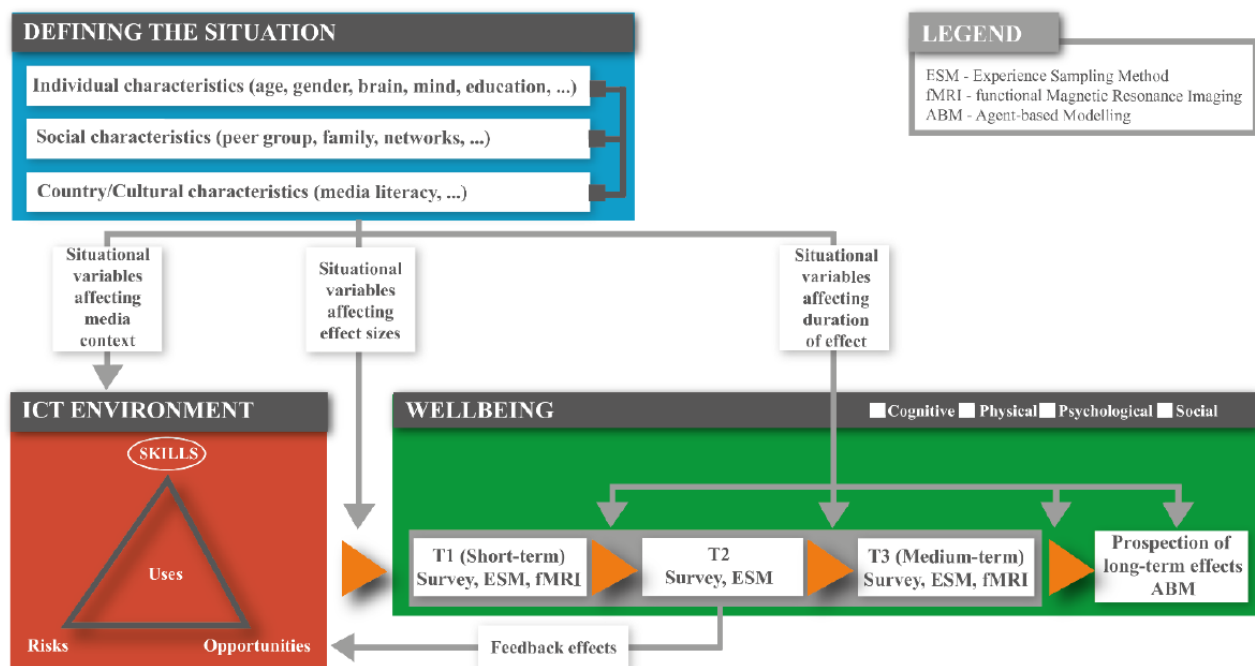 DEFINING THE SITUATION
Individual characteristics (age, gender, brain, mind, education, ...)
Social characteristics (peer group, family, networks, ...)
Country/Cultural characteristics (media literacy, ...)
LEGEND
ESM - Experience Sampling Method
fMRI - functional Magnetic Resonance Imaging
ABM - Agent-based Modelling
Situational
variables
affecting
media
context
Situational
variables
affecting
effect sizes
Situational
variables
affecting
duration
of effect
ICT ENVIRONMENT
SKILLS
Uses
Risks
Opportunities
WELLBEING
Cognitive
Physical
Psychological
Social
T1 (Short-term)
Survey, ESM, fMRI
T2
Survey, ESM
T3 (Medium-term)
Survey, ESM, fMRI
Prospection of
long-term effects
ABM
Feedback effects